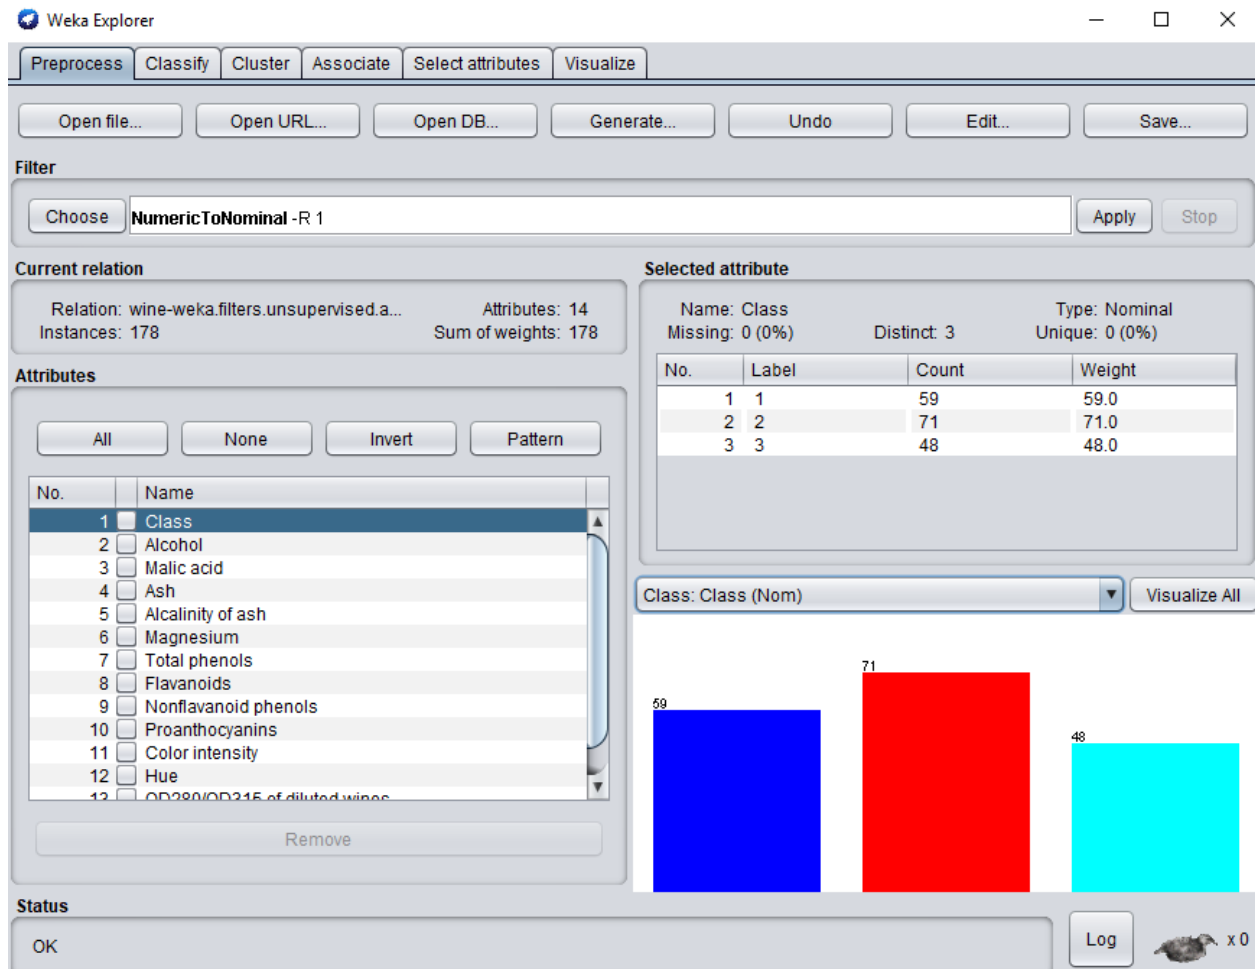 Weka Explorer
Preprocess Classify Cluster Associate Select attributes Visualize
Open file... Open URL... Open DB... Generate... Undo Edit... Save...
Filter
Choose NumericToNominal -R 1 Apply Stop
Current relation
Relation: wine-weka.filters.unsupervised.a... Attributes: 14
Instances: 178 Sum of weights: 178
Attributes
All None Invert Pattern
No. Name
1 Class
2 Alcohol
3 Malic acid
4 Ash
5 Alcalinity of ash
6 Magnesium
7 Total phenols
8 Flavanoids
9 Nonflavanoid phenols
10 Proanthocyanins
11 Color intensity
12 Hue
13 OD280/OD315 of diluted wines
Remove
Selected attribute
Name: Class Type: Nominal
Missing: 0 (0%) Distinct: 3 Unique: 0 (0%)
No. Label Count Weight
1 1 59 59.0
2 2 71 71.0
3 3 48 48.0
Class: Class (Nom) Visualize All
59 71 48
Status
OK Log x 0